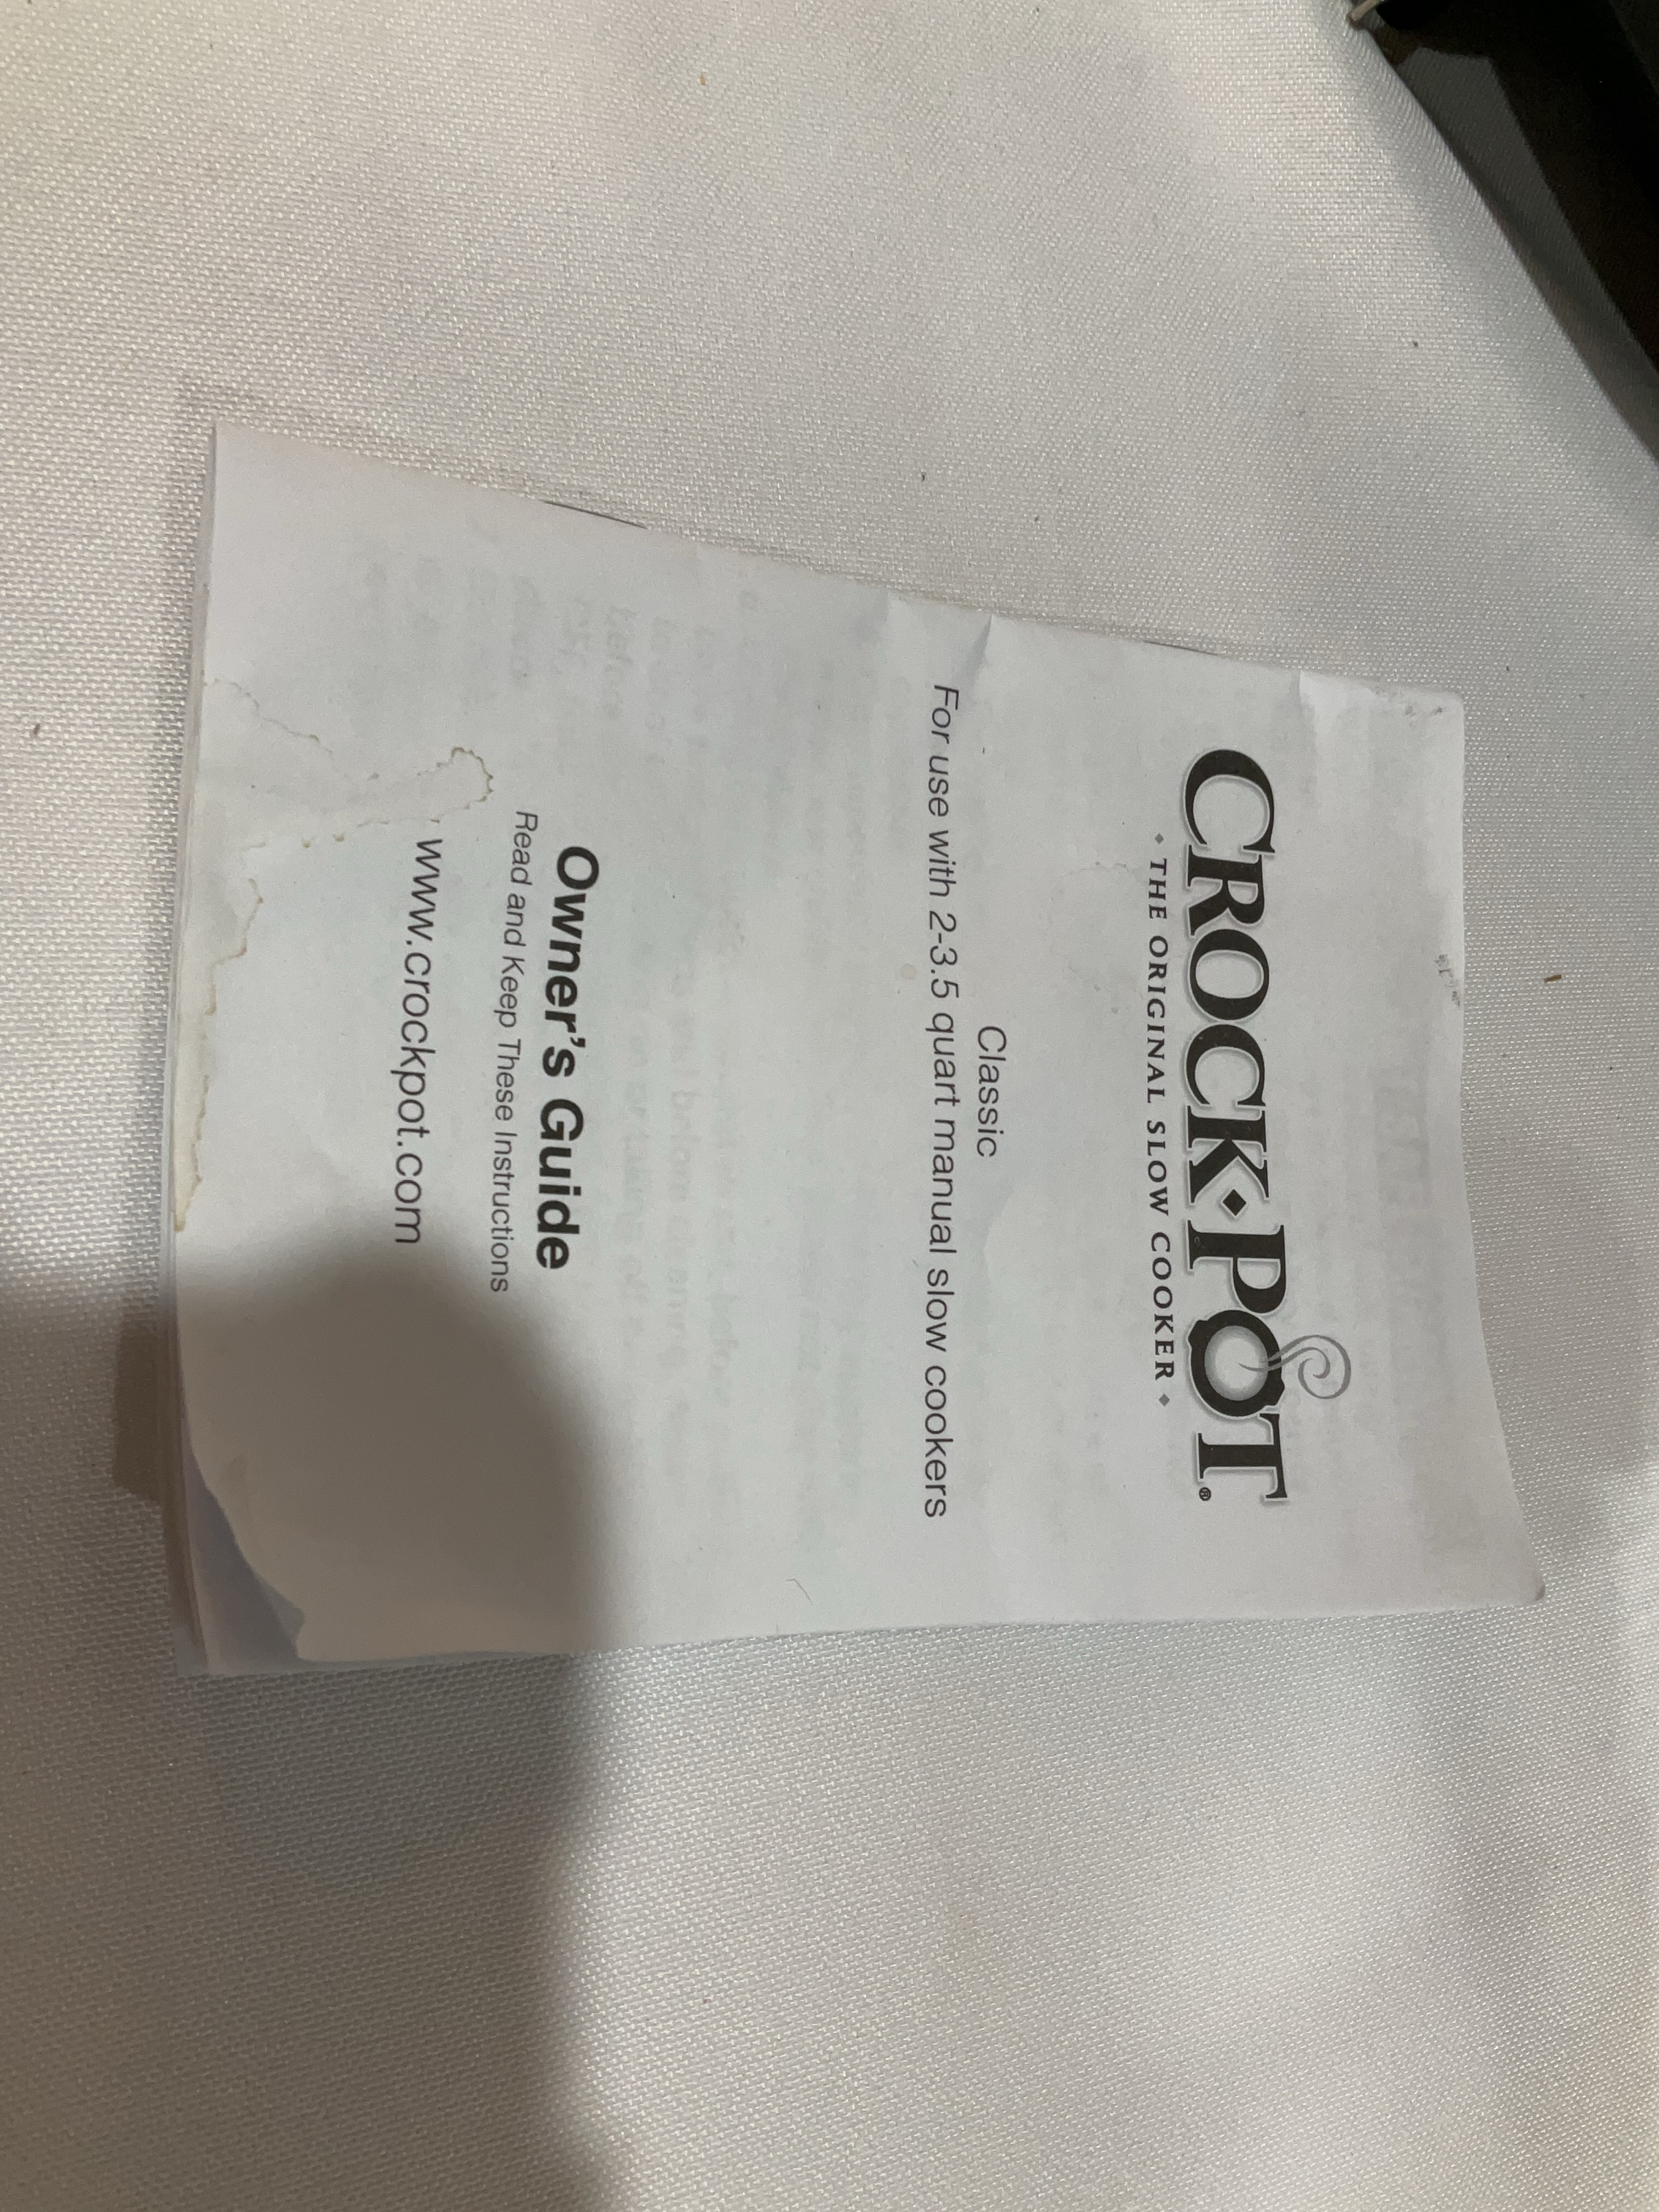 CROCK•POT®
• THE ORIGINAL SLOW COOKER •
Classic
For use with 2-3.5 quart manual slow cookers
Owner's Guide
Read and Keep These Instructions
www.crockpot.com